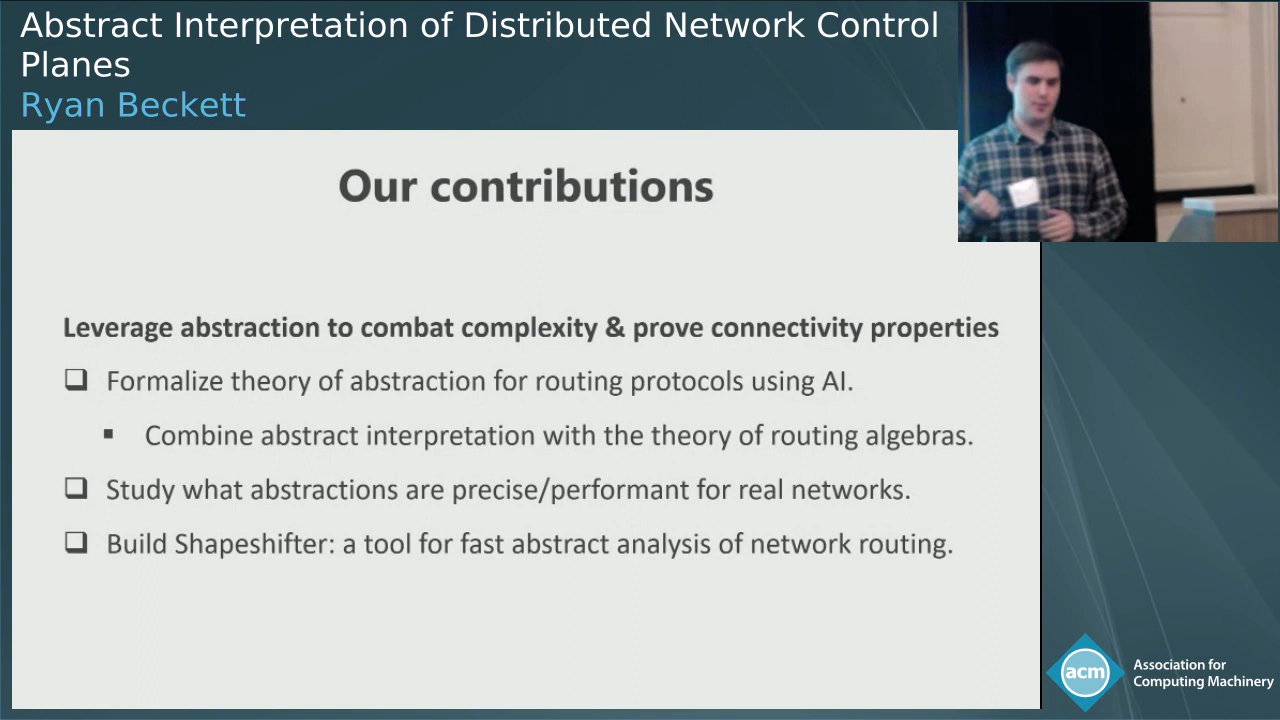 Abstract Interpretation of Distributed Network Control
Planes
Ryan Beckett
Our contributions
Leverage abstraction to combat complexity & prove connectivity properties
Formalize theory of abstraction for routing protocols using AI.
Combine abstract interpretation with the theory of routing algebras.
Study what abstractions are precise/performant for real networks.
Build Shapeshifter: a tool for fast abstract analysis of network routing.
acm
Association for
Computing Machinery